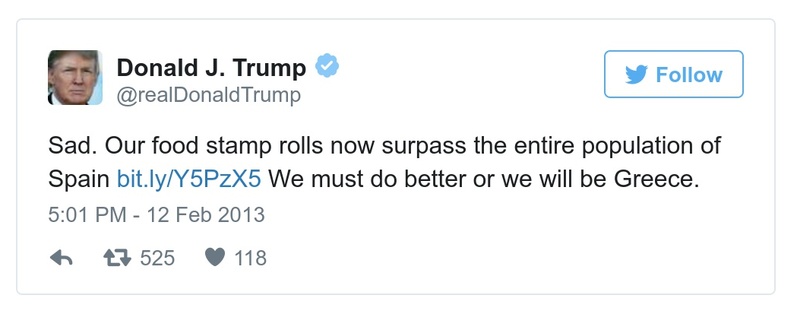 Donald J. Trump
@realDonaldTrump
Follow
Sad. Our food stamp rolls now surpass the entire population of
Spain bit.ly/Y5PzX5 We must do better or we will be Greece.
5:01 PM - 12 Feb 2013
525 118